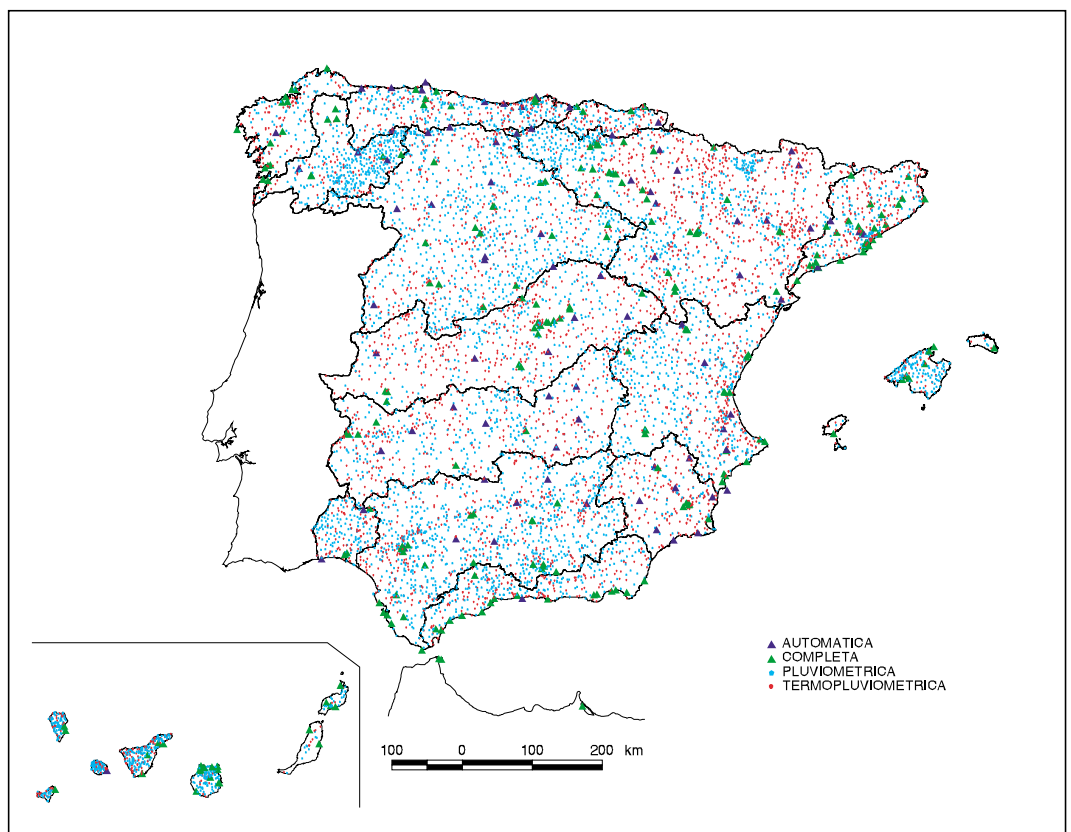 AUTOMATICA
COMPLETA
PLUVIOMETRICA
TERMOPLUVIOMETRICA
100 0 100 200 km